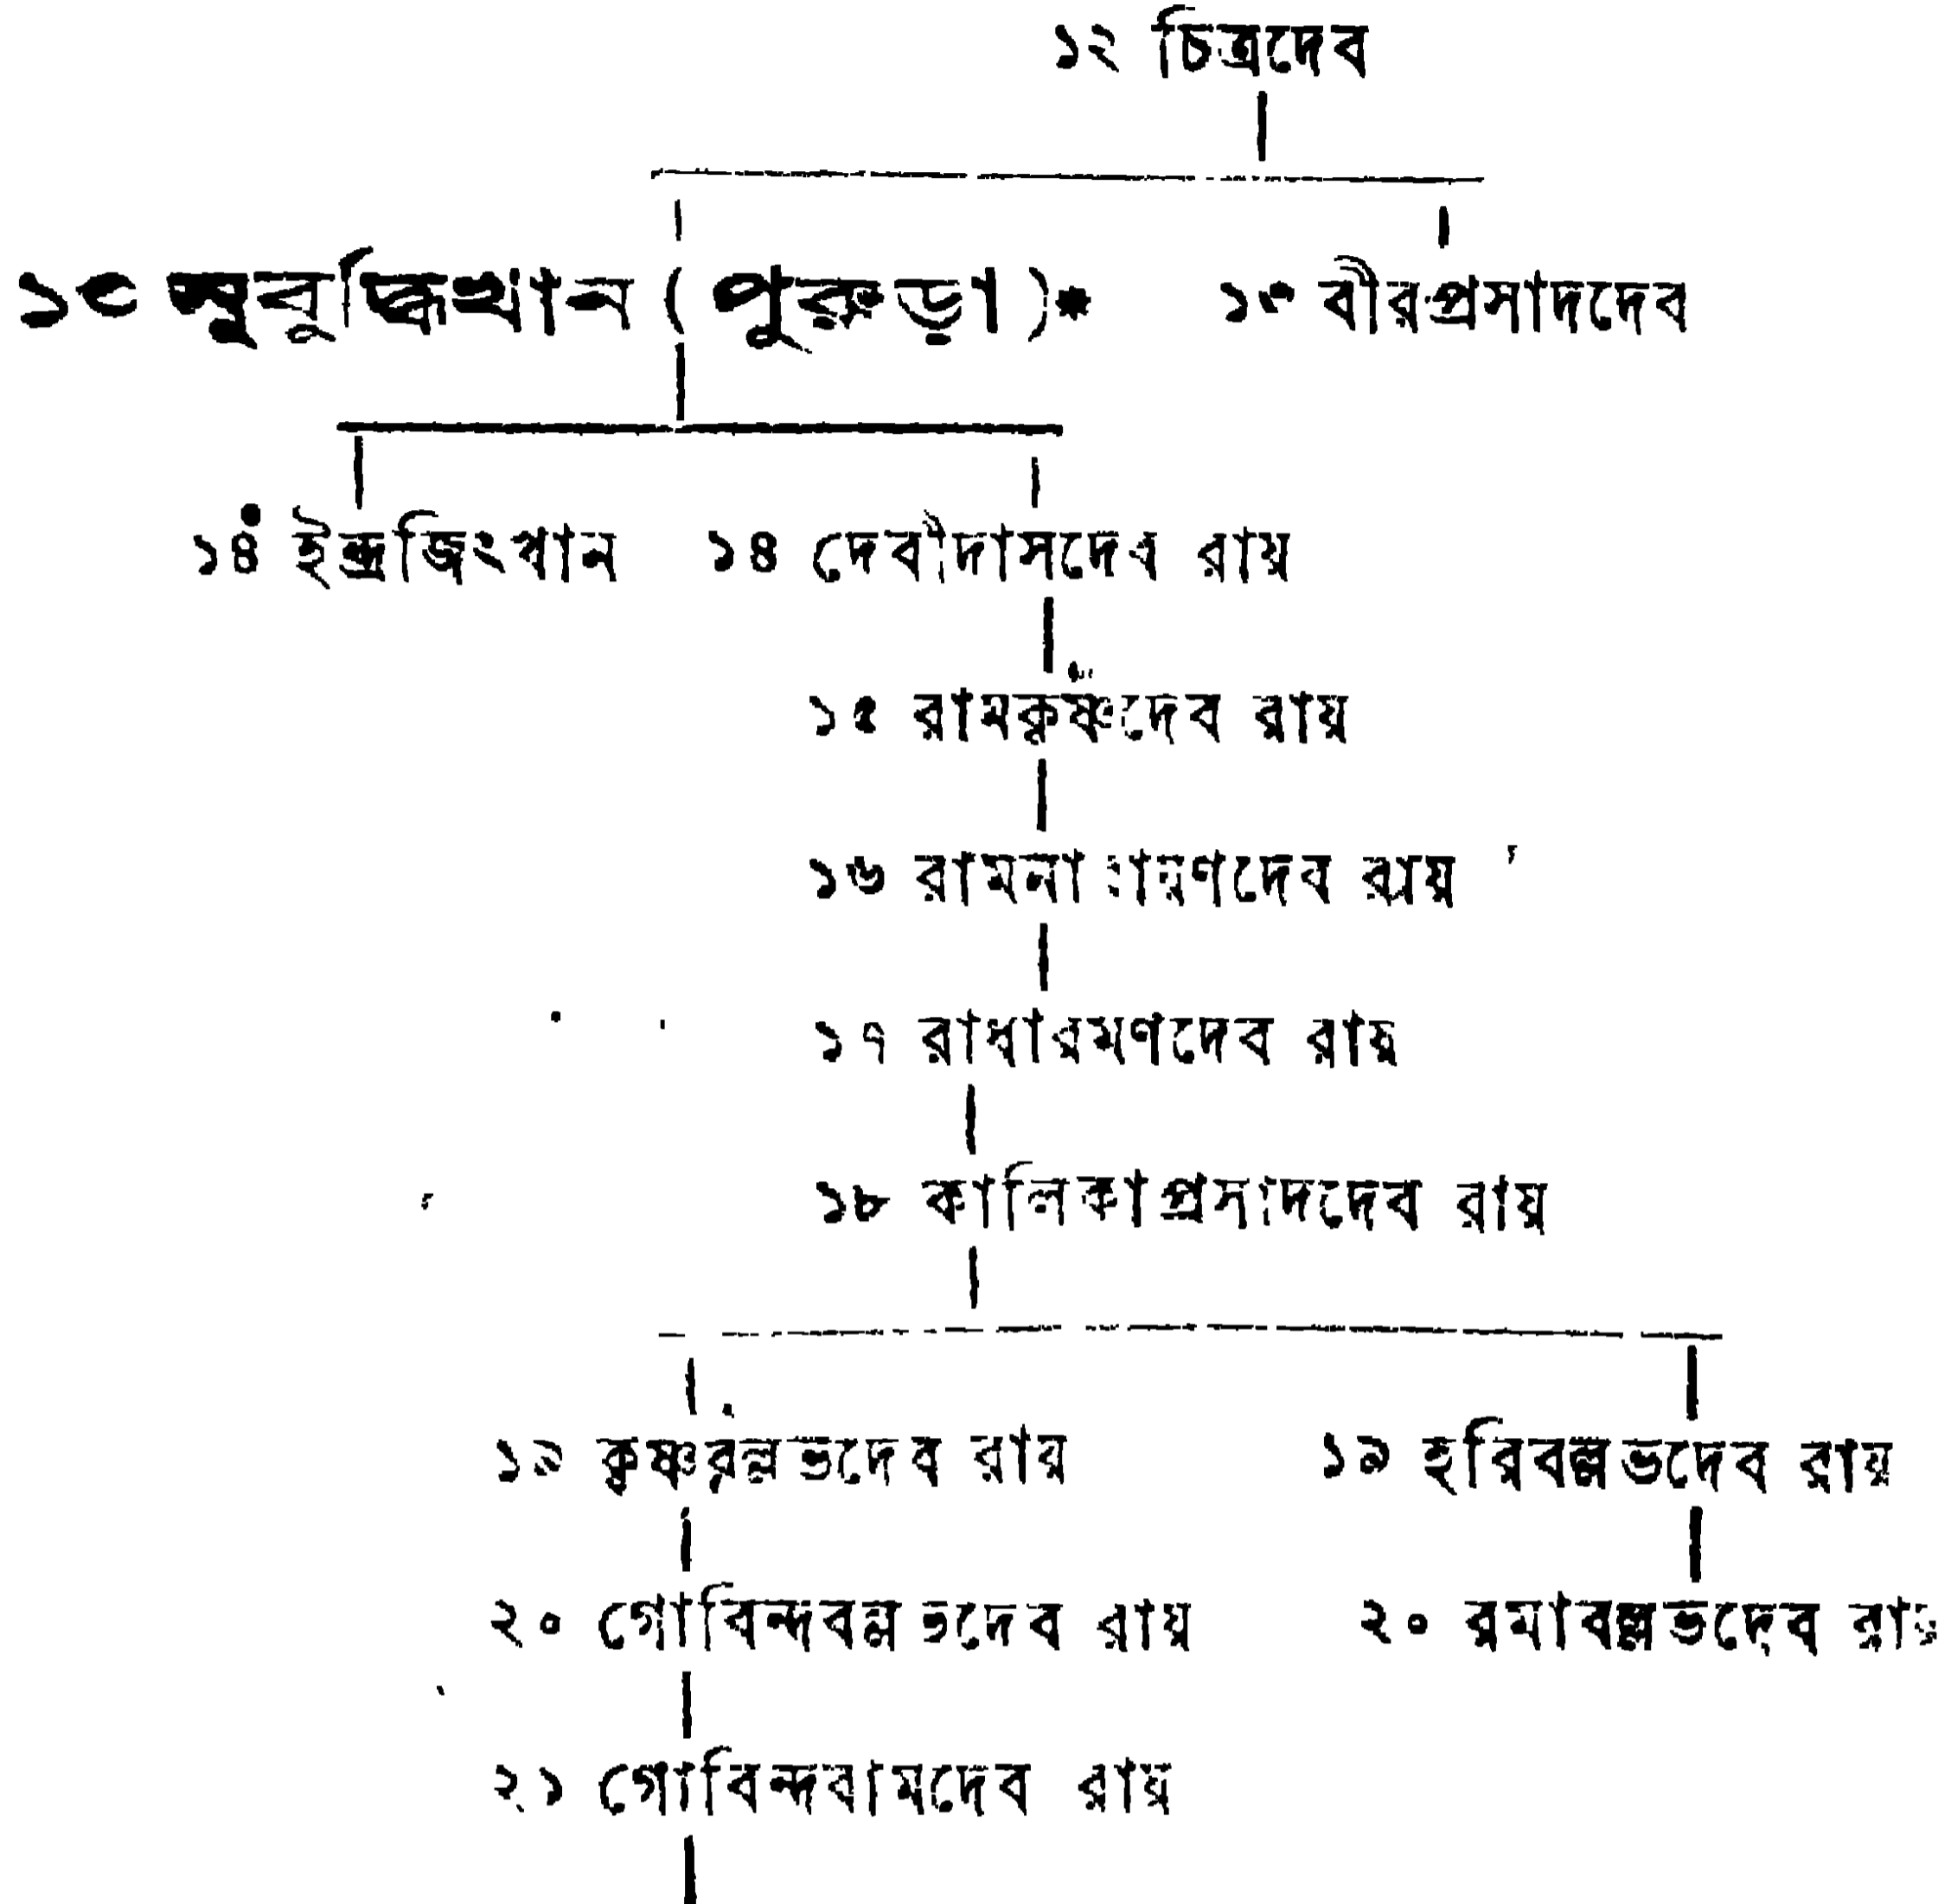 ১২ চিত্রদেব
১৩ সুবুদ্ধিখান (পুরুড়া)* ১৩ বীরপ্রসাদদেব
১৪ ইন্দ্রজিৎখান ১৪ দেবীদাসদেব রায়
১৫ রামকৃষ্ণদেব রায়
১৬ রামনারায়ণদেব রায়
১৭ রাধারমণদেব রায়
১৮ কালিকাপ্রসাদদেব রায়
১৯ কৃষ্ণবল্লভদেব রায় ১৯ হরিবল্লভদেব রায়
২০ গোবিন্দবল্লভদেব রায় ২০ রমাবল্লভদেব রায়
২১ গোবিন্দরামদেব রায়